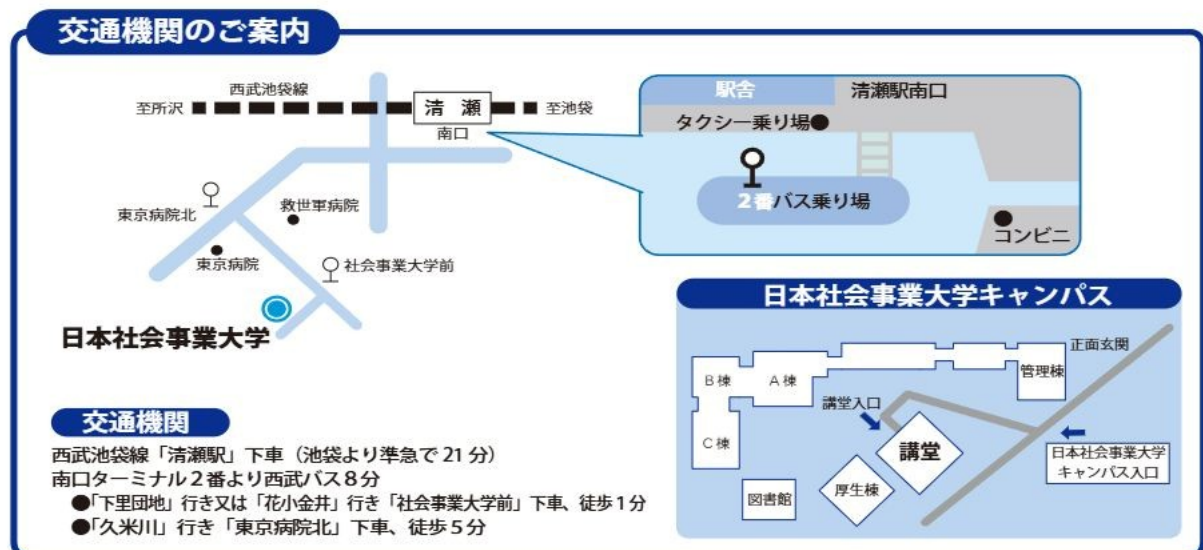 交通機関のご案内
西武池袋線
至所沢
清 瀬
至池袋
南口
東京病院北
救世軍病院
東京病院
社会事業大学前
日本社会事業大学
駅舎
清瀬駅南口
タクシー乗り場
2番バス乗り場
コンビニ
日本社会事業大学キャンパス
正面玄関
B棟
A棟
管理棟
講堂入口
C棟
講堂
日本社会事業大学
キャンパス入口
厚生棟
図書館
交通機関
西武池袋線「清瀬駅」下車(池袋より準急で 21 分)
南口ターミナル2番より西武バス8分
●「下里団地」行き又は「花小金井」行き「社会事業大学前」下車、徒歩1分
●「久米川」行き「東京病院北」下車、徒歩5分